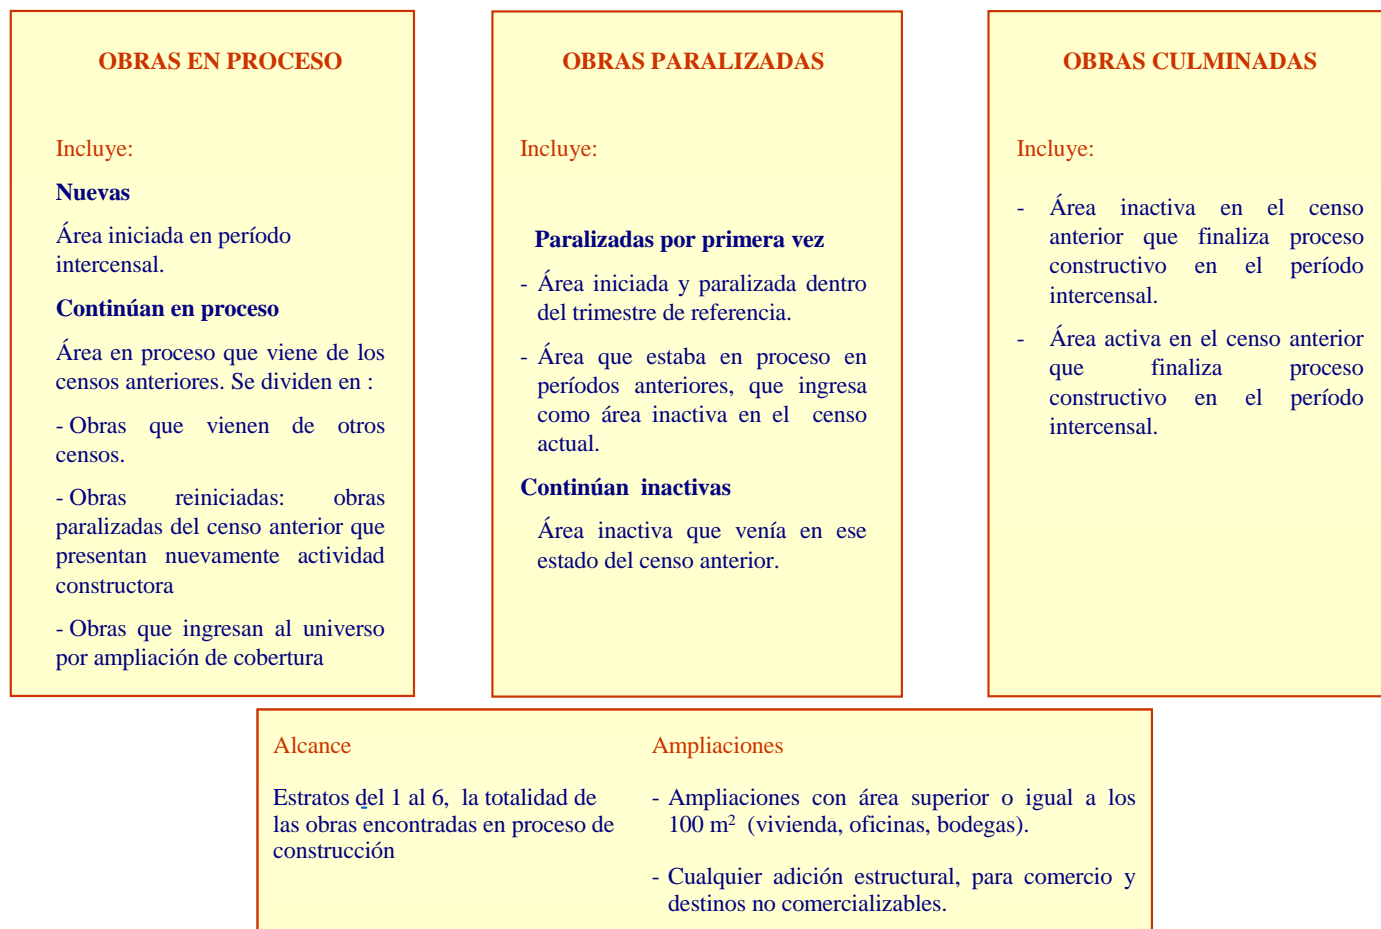 OBRAS EN PROCESO
Incluye:
Nuevas
Área iniciada en período
intercensal.
Continúan en proceso
Área en proceso que viene de los
censos anteriores. Se dividen en :
- Obras que vienen de otros
censos.
- Obras reiniciadas: obras
paralizadas del censo anterior que
presentan nuevamente actividad
constructora
- Obras que ingresan al universo
por ampliación de cobertura
OBRAS PARALIZADAS
Incluye:
Paralizadas por primera vez
- Área iniciada y paralizada dentro
del trimestre de referencia.
- Área que estaba en proceso en
períodos anteriores, que ingresa
como área inactiva en el censo
actual.
Continúan inactivas
Área inactiva que venía en ese
estado del censo anterior.
OBRAS CULMINADAS
Incluye:
- Área inactiva en el censo
anterior que finaliza proceso
constructivo en el período
intercensal.
- Área activa en el censo anterior
que finaliza proceso
constructivo en el período
intercensal.
Alcance
Estratos del 1 al 6, la totalidad de
las obras encontradas en proceso de
construcción
Ampliaciones
- Ampliaciones con área superior o igual a los
100 m² (vivienda, oficinas, bodegas).
- Cualquier adición estructural, para comercio y
destinos no comercializables.